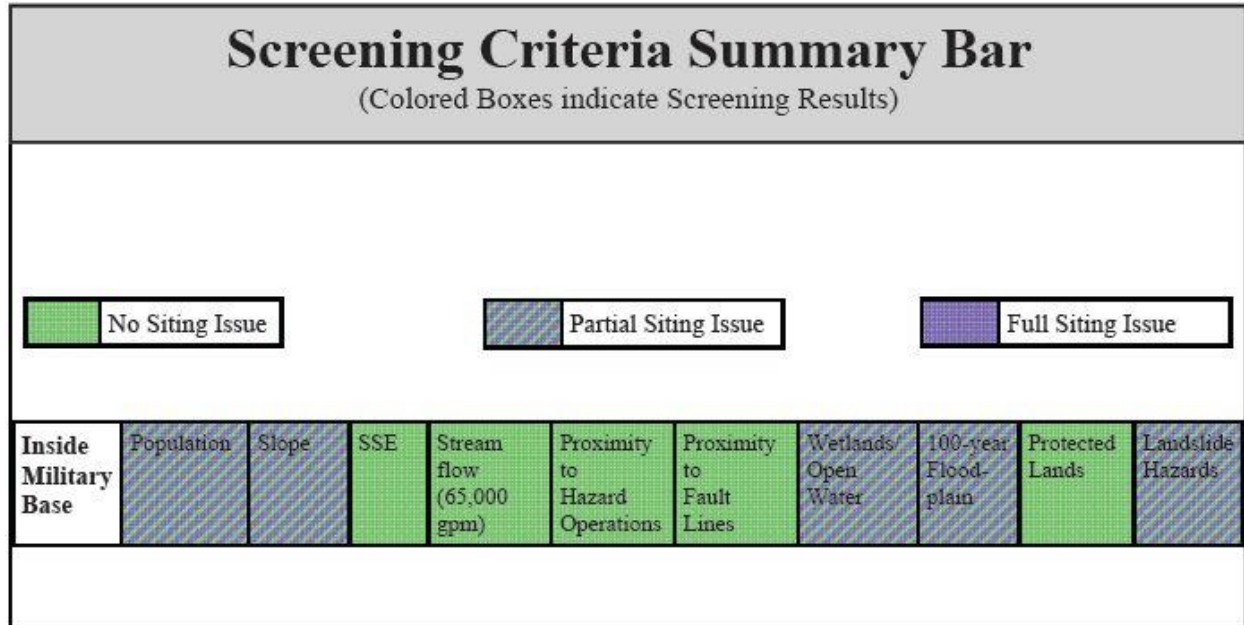 Screening Criteria Summary Bar
(Colored Boxes indicate Screening Results)
No Siting Issue
Partial Siting Issue
Full Siting Issue
Inside
Military
Base
Population
Slope
SSE
Stream
flow
(65,000
gpm)
Proximity
to
Hazard
Operations
Proximity
to
Fault
Lines
Wetlands/
Open
Water
100-year
Flood-
plain
Protected
Lands
Landslide
Hazards